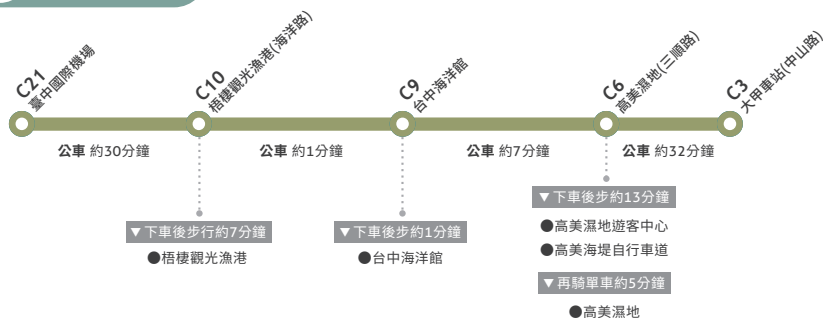 C21
臺中國際機場
C10
梧棲觀光漁港(海洋路)
C9
台中海洋館
C6
高美濕地(三順路)
C3
大甲車站(中山路)
公車 約30分鐘
公車 約1分鐘
公車 約7分鐘
公車 約32分鐘
▼下車後步行約7分鐘
●梧棲觀光漁港
▼下車後步約1分鐘
●台中海洋館
▼下車後步約13分鐘
●高美濕地遊客中心
●高美海堤自行車道
▼再騎單車約5分鐘
●高美濕地